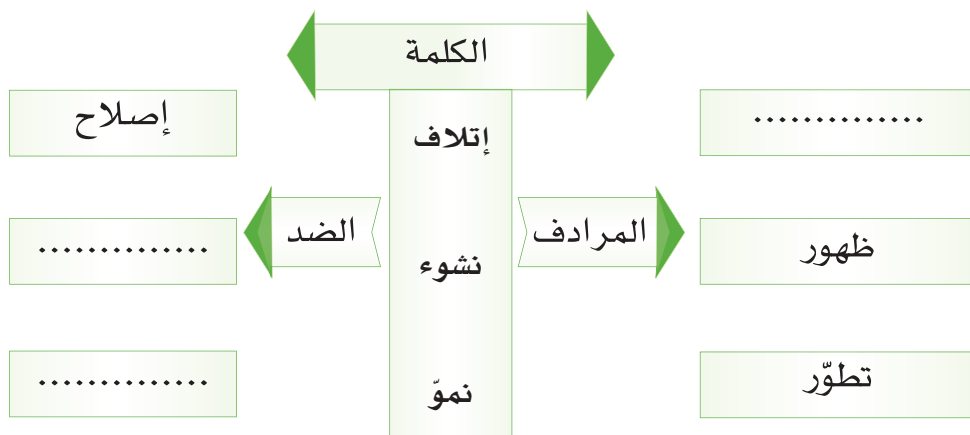 الكلمة
.............. إتلاف إصلاح
المرادف الضد
ظهور نشوء ..............
تطوّر نموّ ..............